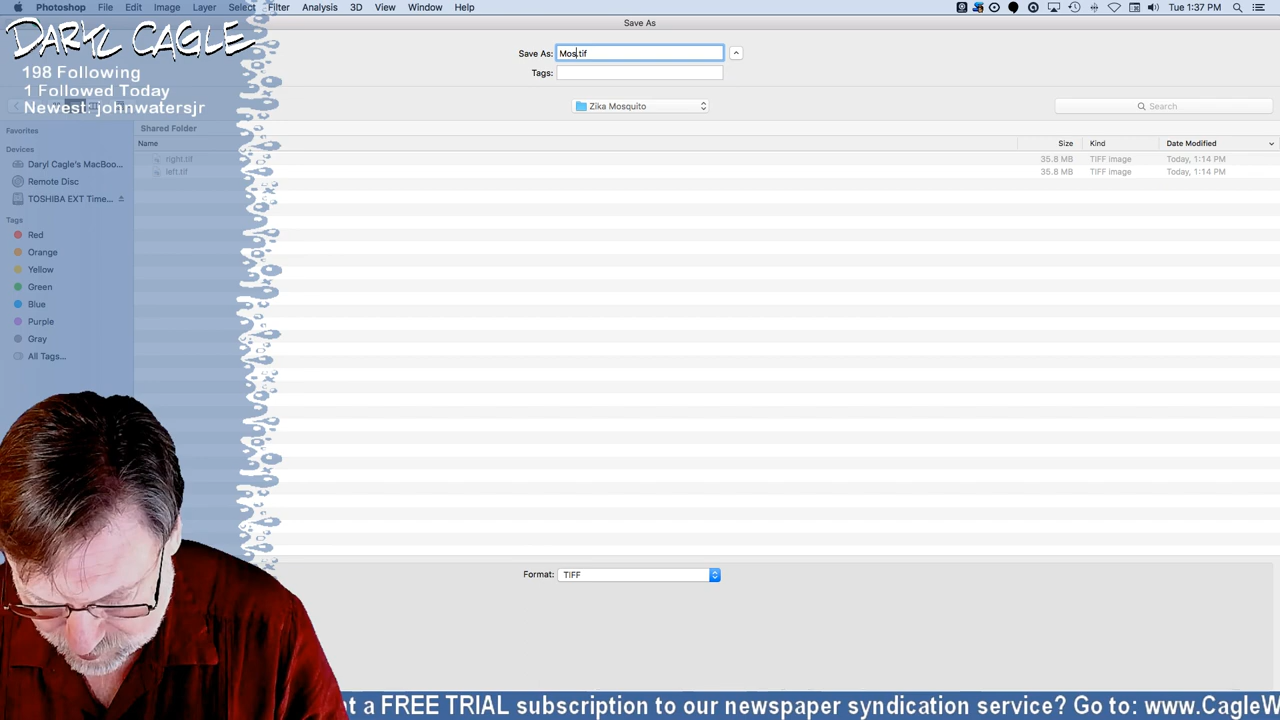 Photoshop File Edit Image Layer Select Filter Analysis 3D View Window Help Tue 1:37 PM
Save As
DARYL CAGLE
198 Following
1 Followed Today
Newest: johnwatersjr
Save As: Mos.tif
Tags:
Zika Mosquito
Search
Favorites
Devices
Daryl Cagle's MacBoo...
Remote Disc
TOSHIBA EXT Time...
Tags
Red
Orange
Yellow
Green
Blue
Purple
Gray
All Tags...
Shared Folder
Name Size Kind Date Modified
right.tif 35.8 MB TIFF image Today, 1:14 PM
left.tif TIFF image Today, 1:14 PM
Format: TIFF
t a FREE TRIAL subscription to our newspaper syndication service? Go to: www.CagleW